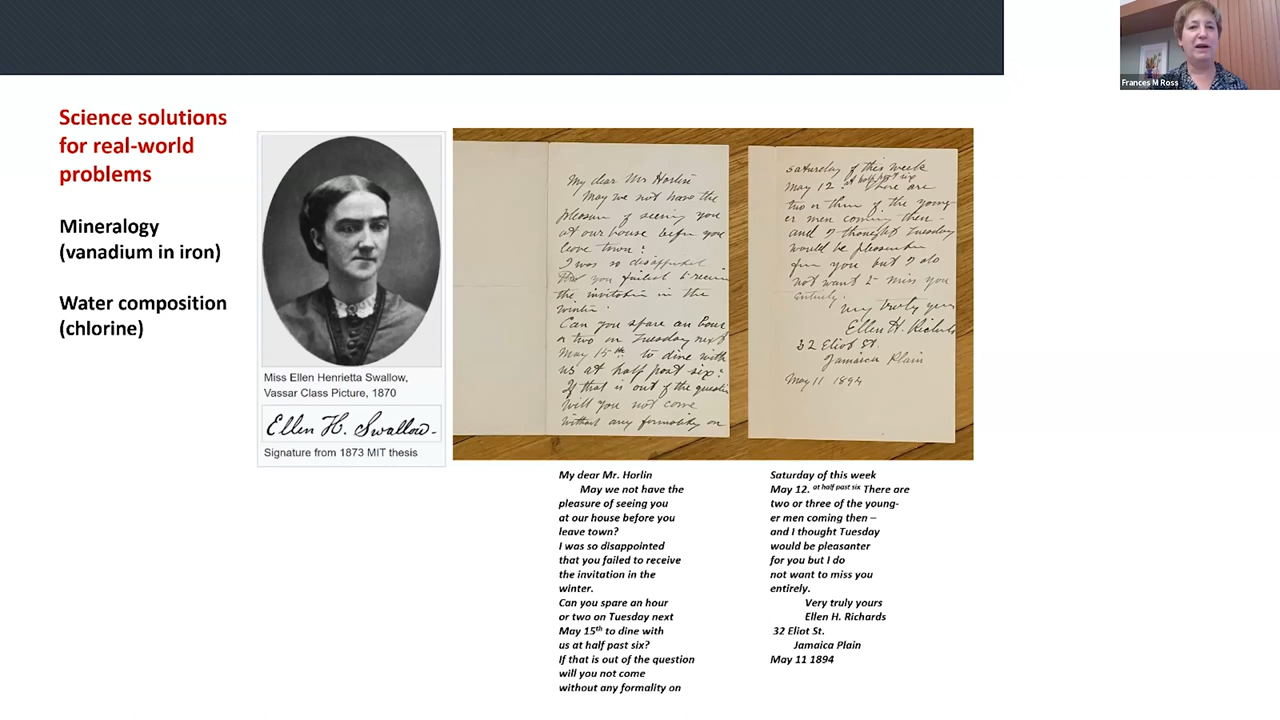 Science solutions
for real-world
problems
Mineralogy
(vanadium in iron)
Water composition
(chlorine)
Miss Ellen Henrietta Swallow,
Vassar Class Picture, 1870
Ellen H. Swallow
Signature from 1873 MIT thesis
My dear Mr Horlin
May we not have the
pleasure of seeing you
at our house before you
leave town?
I was so disappointed
that you failed to receive
the invitation in the
winter.
Can you spare an hour
or two on Tuesday next
May 15th to dine with
us at half past six?
If that is out of the question
will you not come
without any formality on
Saturday of this week
May 12. at half past six There are
two or three of the young-
er men coming then -
and I thought Tuesday
would be pleasanter
for you but I do
not want to miss you
entirely.
Very truly yours
Ellen H. Richards
32 Eliot St.
Jamaica Plain
May 11 1894
My dear Mr. Horlin
May we not have the
pleasure of seeing you
at our house before you
leave town?
I was so disappointed
that you failed to receive
the invitation in the
winter.
Can you spare an hour
or two on Tuesday next
May 15th to dine with
us at half past six?
If that is out of the question
will you not come
without any formality on
Saturday of this week
May 12. at half past six There are
two or three of the young-
er men coming then –
and I thought Tuesday
would be pleasanter
for you but I do
not want to miss you
entirely.
Very truly yours
Ellen H. Richards
32 Eliot St.
Jamaica Plain
May 11 1894
Frances M Ross